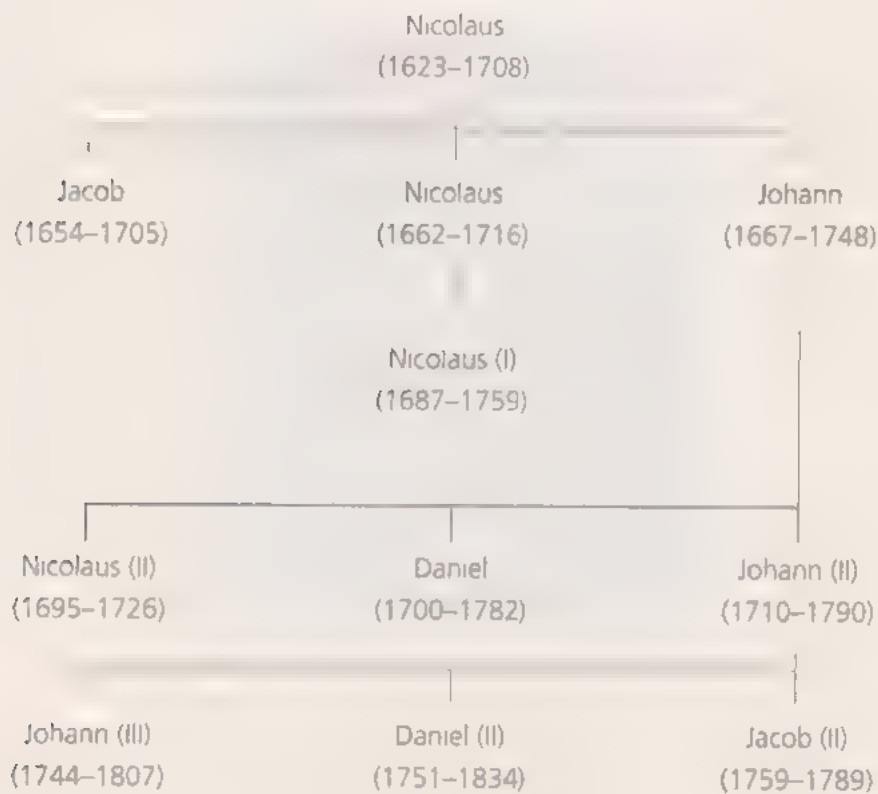 Nicolaus
(1623–1708)
Jacob
(1654–1705)
Nicolaus
(1662–1716)
Johann
(1667–1748)
Nicolaus (I)
(1687–1759)
Nicolaus (II)
(1695–1726)
Daniel
(1700–1782)
Johann (II)
(1710–1790)
Johann (III)
(1744–1807)
Daniel (II)
(1751–1834)
Jacob (II)
(1759–1789)